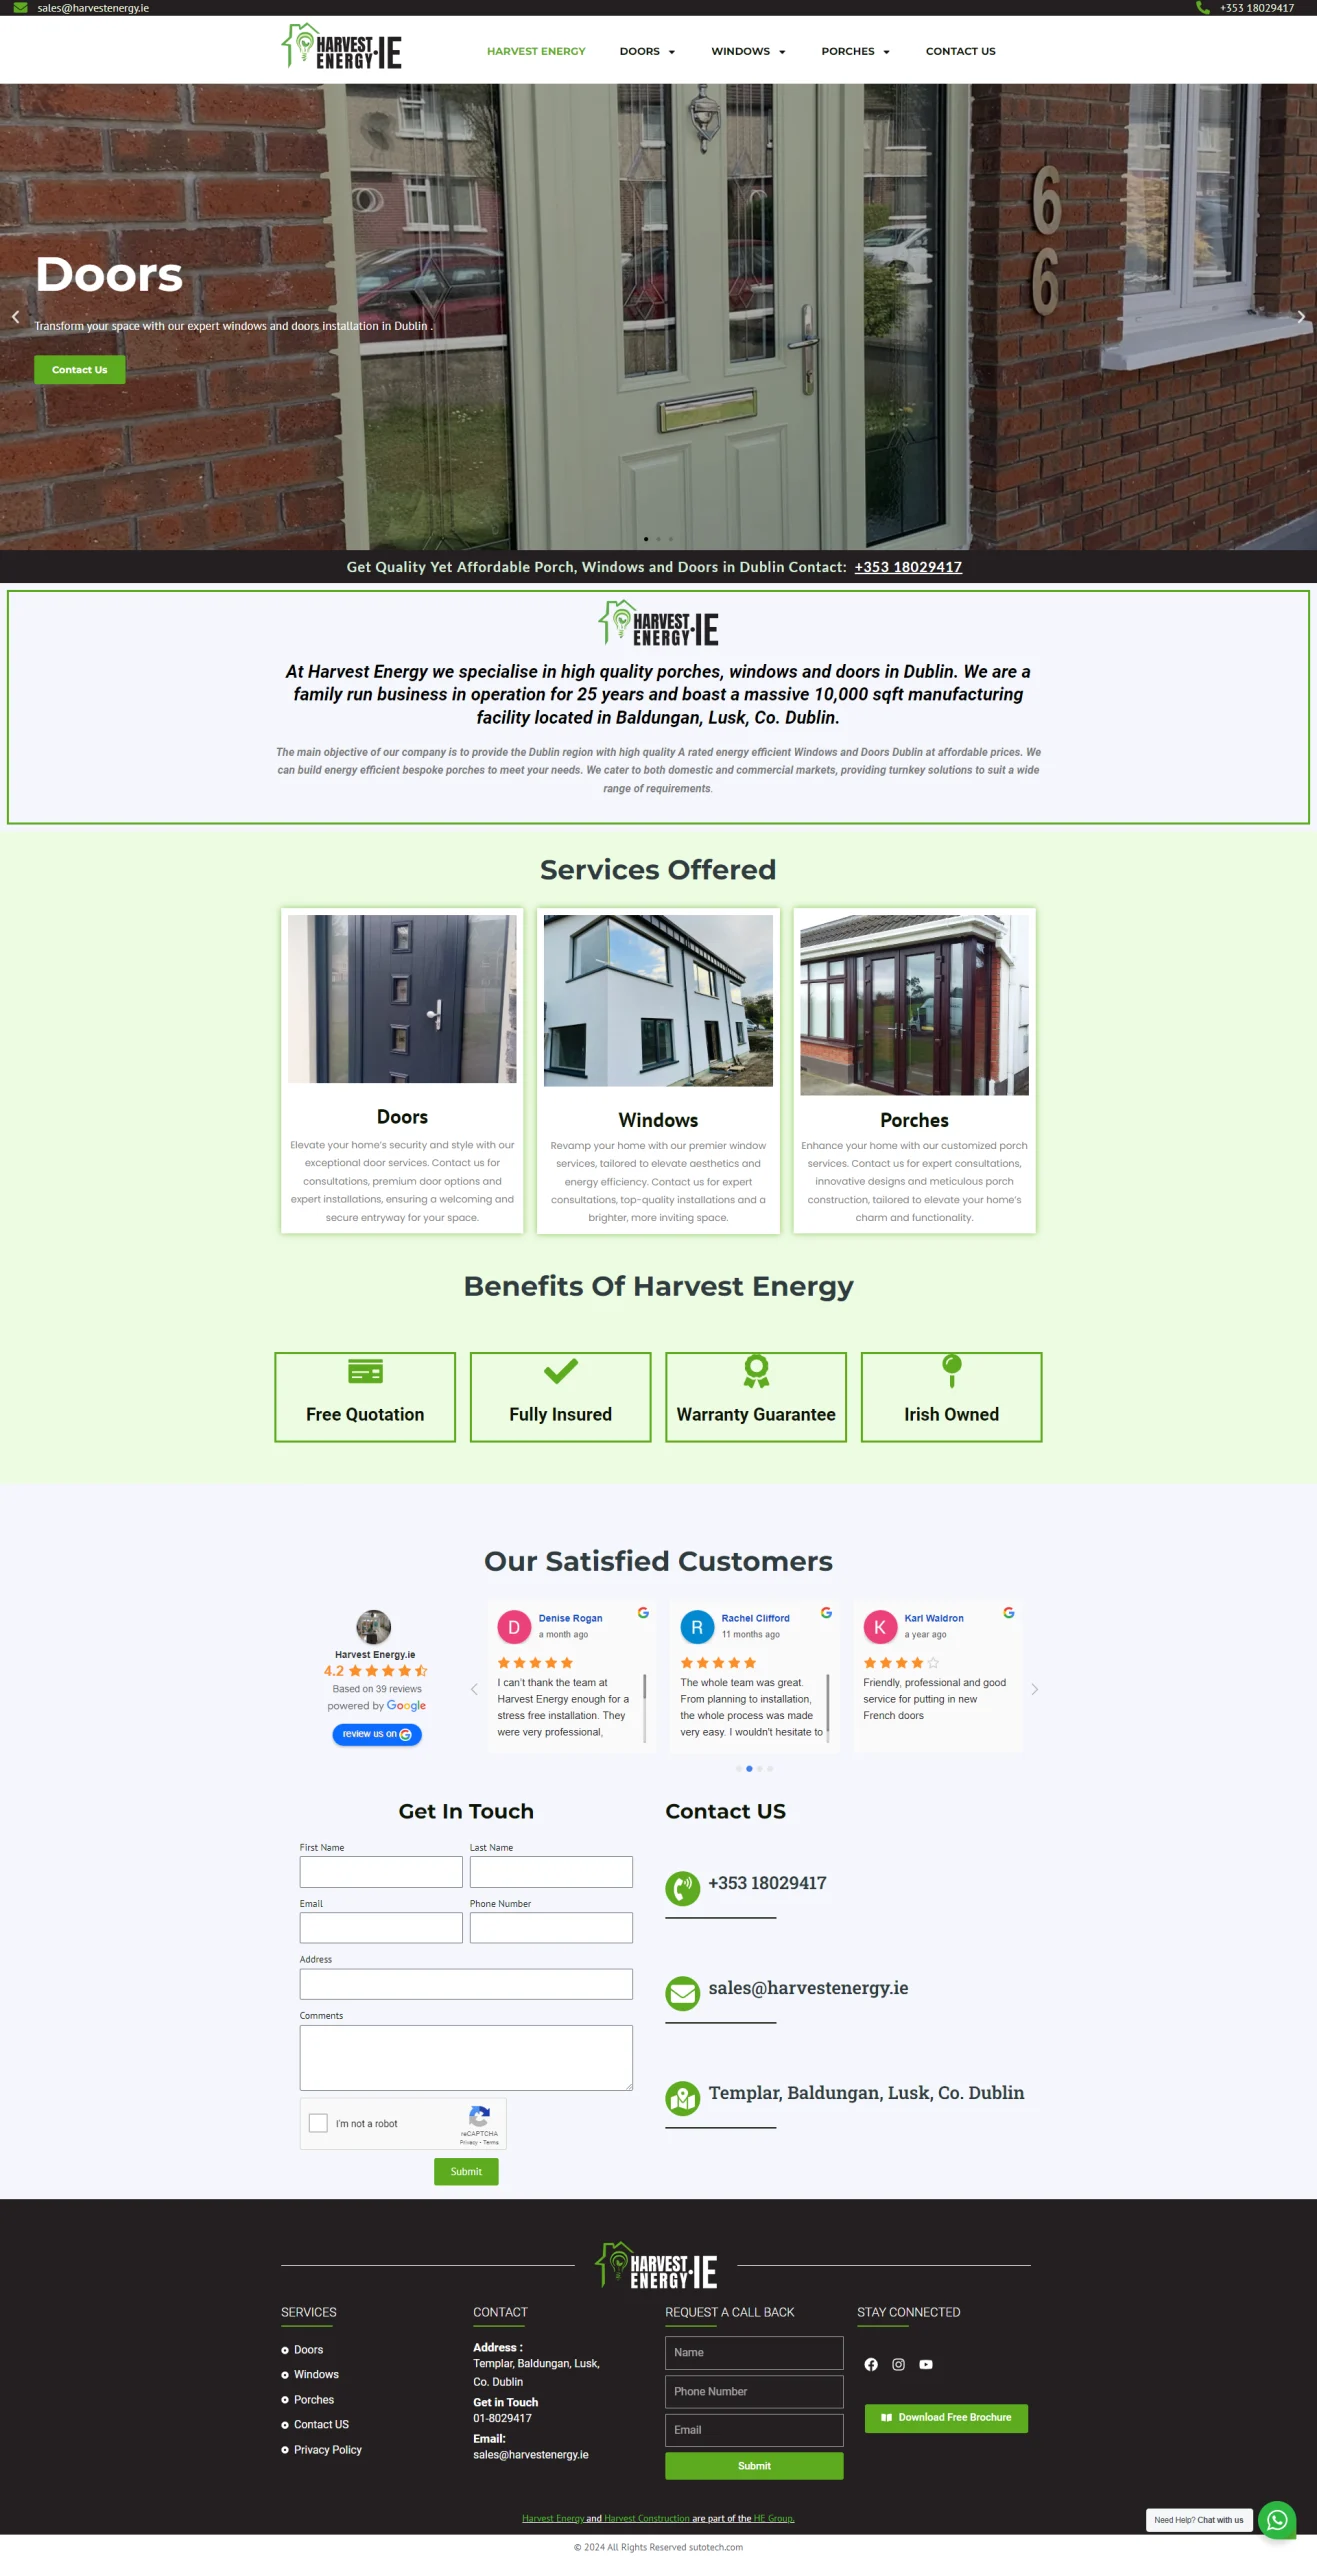 sales@harvestenergy.ie
+353 18029417
HARVEST ENERGY .IE
HARVEST ENERGY
DOORS
WINDOWS
PORCHES
CONTACT US
66
Doors
Transform your space with our expert windows and doors installation in Dublin .
Contact Us
Get Quality Yet Affordable Porch, Windows and Doors in Dublin Contact: +353 18029417
HARVEST ENERGY .IE
At Harvest Energy we specialise in high quality porches, windows and doors in Dublin. We are a
family run business in operation for 25 years and boast a massive 10,000 sqft manufacturing
facility located in Baldungan, Lusk, Co. Dublin.
The main objective of our company is to provide the Dublin region with high quality A rated energy efficient Windows and Doors Dublin at affordable prices. We
can build energy efficient bespoke porches to meet your needs. We cater to both domestic and commercial markets, providing turnkey solutions to suit a wide
range of requirements.
Services Offered
Doors
Elevate your home's security and style with our
exceptional door services. Contact us for
consultations, premium door options and
expert installations, ensuring a welcoming and
secure entryway for your space.
Windows
Revamp your home with our premier window
services, tailored to elevate aesthetics and
energy efficiency. Contact us for expert
consultations, top-quality installations and a
brighter, more inviting space.
Porches
Enhance your home with our customized porch
services. Contact us for expert consultations,
innovative designs and meticulous porch
construction, tailored to elevate your home's
charm and functionality.
Benefits Of Harvest Energy
Free Quotation
Fully Insured
Warranty Guarantee
Irish Owned
Our Satisfied Customers
Harvest Energy.ie
4.2
Based on 39 reviews
powered by Google
review us on G
D
Denise Rogan
a month ago
I can't thank the team at
Harvest Energy enough for a
stress free installation. They
were very professional,
R
Rachel Clifford
11 months ago
The whole team was great.
From planning to installation,
the whole process was made
very easy. I wouldn't hesitate to
K
Karl Waldron
a year ago
Friendly, professional and good
service for putting in new
French doors
Get In Touch
First Name
Last Name
Email
Phone Number
Address
Comments
I'm not a robot
reCAPTCHA
Privacy - Terms
Submit
Contact US
+353 18029417
sales@harvestenergy.ie
Templar, Baldungan, Lusk, Co. Dublin
HARVEST ENERGY .IE
SERVICES
Doors
Windows
Porches
Contact US
Privacy Policy
CONTACT
Address :
Templar, Baldungan, Lusk,
Co. Dublin
Get in Touch
01-8029417
Email:
sales@harvestenergy.ie
REQUEST A CALL BACK
Name
Phone Number
Email
Submit
STAY CONNECTED
Download Free Brochure
Harvest Energy and Harvest Construction are part of the HE Group.
Need Help? Chat with us
© 2024 All Rights Reserved sutotech.com